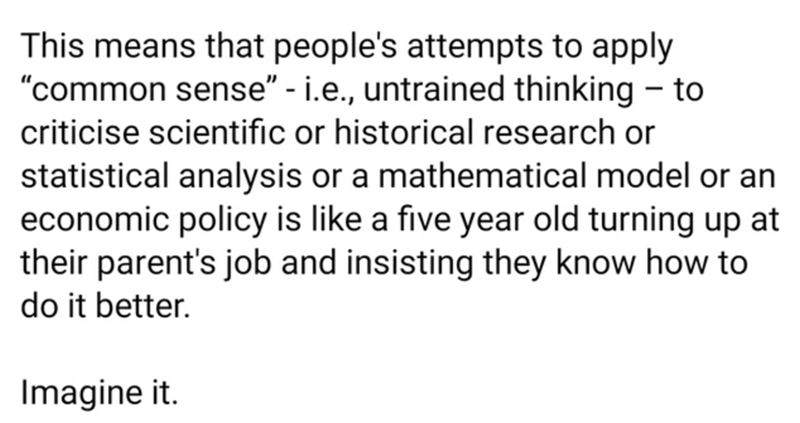 This means that people's attempts to apply
“common sense” - i.e., untrained thinking – to
criticise scientific or historical research or
statistical analysis or a mathematical model or an
economic policy is like a five year old turning up at
their parent's job and insisting they know how to
do it better.
Imagine it.